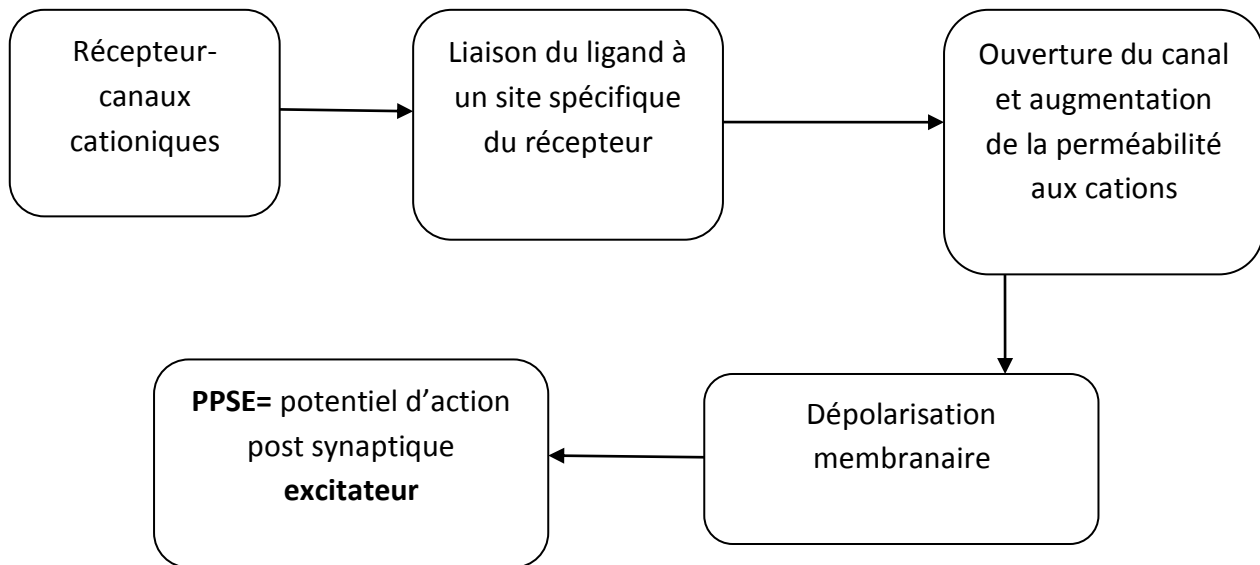 Récepteur-
canaux
cationiques
Liaison du ligand à
un site spécifique
du récepteur
Ouverture du canal
et augmentation
de la perméabilité
aux cations
Dépolarisation
membranaire
PPSE= potentiel d’action
post synaptique
excitateur